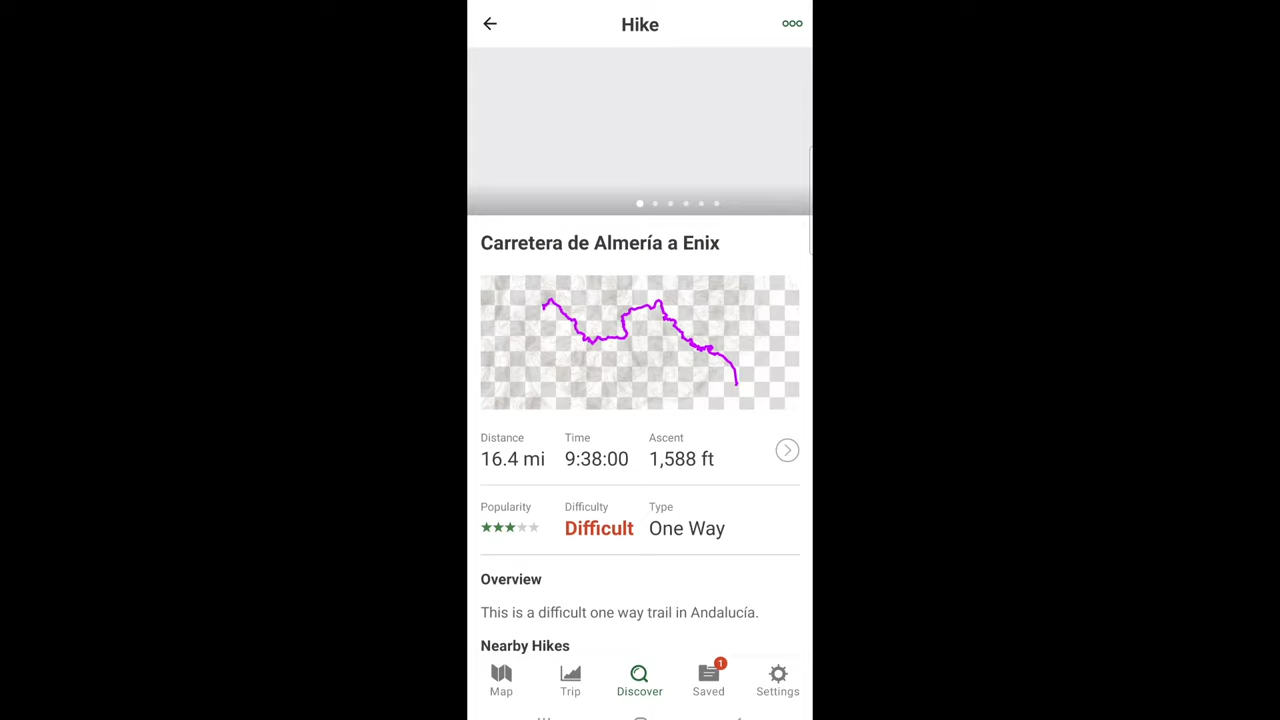 Hike
Carretera de Almería a Enix
Distance Time Ascent
16.4 mi 9:38:00 1,588 ft
Popularity Difficulty Type
Difficult One Way
Overview
This is a difficult one way trail in Andalucía.
Nearby Hikes
1
Map Trip Discover Saved Settings